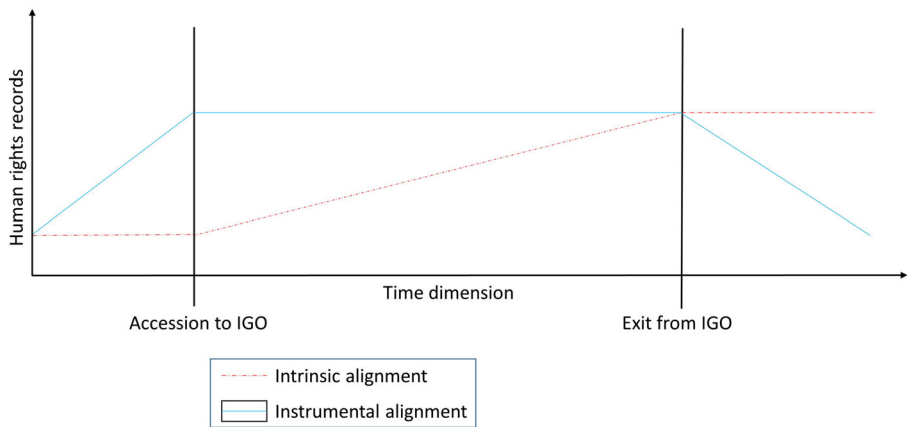 Human rights records
Time dimension
Accession to IGO
Exit from IGO
Intrinsic alignment
Instrumental alignment